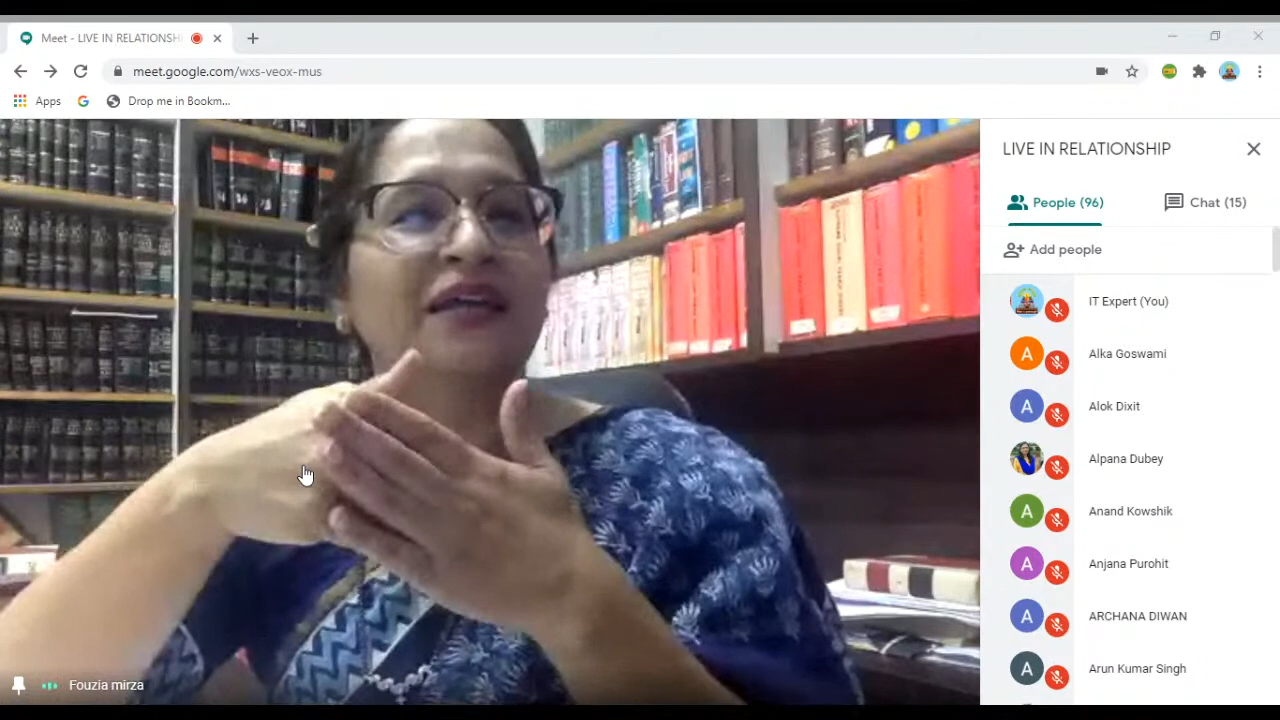 Meet - LIVE IN RELATIONSH
meet.google.com/wxs-veox-mus
Apps
Drop me in Bookm...
LIVE IN RELATIONSHIP
People (96)
Chat (15)
Add people
IT Expert (You)
A Alka Goswami
A Alok Dixit
Alpana Dubey
A Anand Kowshik
A Anjana Purohit
A ARCHANA DIWAN
A Arun Kumar Singh
Fouzia mirza